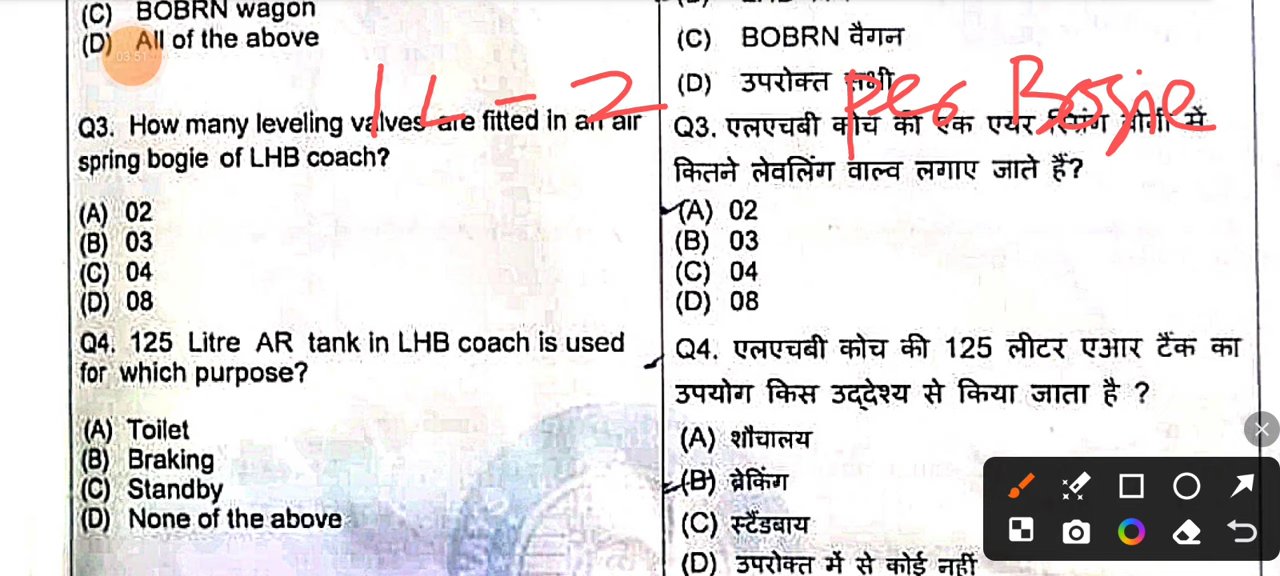 (C) BOBRN wagon
(D) All of the above
03:51
Q3. How many leveling valves are fitted in an air
spring bogie of LHB coach?
(A) 02
(B) 03
(C) 04
(D) 08
Q4. 125 Litre AR tank in LHB coach is used
for which purpose?
(A) Toilet
(B) Braking
(C) Standby
(D) None of the above
(C) BOBRN वैगन
(D) उपरोक्त सभी
Q3. एलएचबी कोच की एक एयर स्प्रिंग बोगी में
कितने लेवलिंग वाल्व लगाए जाते हैं?
(A) 02
(B) 03
(C) 04
(D) 08
Q4. एलएचबी कोच की 125 लीटर एआर टैंक का
उपयोग किस उद्देश्य से किया जाता है ?
(A) शौचालय
(B) ब्रेकिंग
(C) स्टैंडबाय
(D) उपरोक्त में से कोई नहीं
- 2 per Bogie